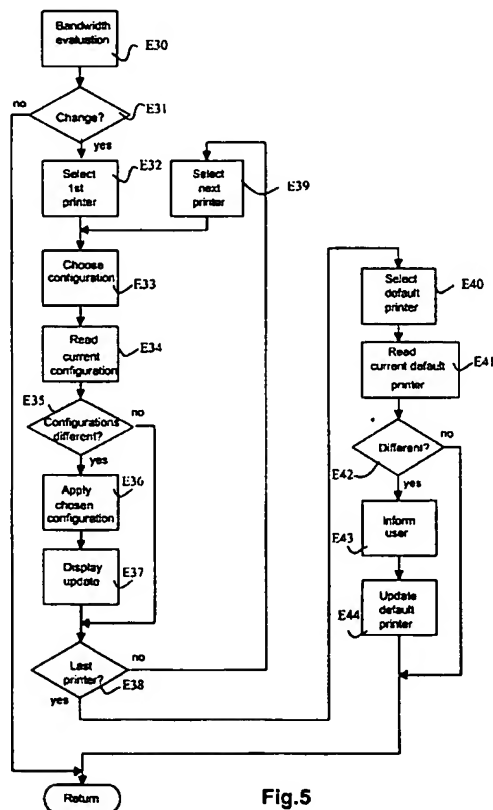 Bandwidth
evaluation
E30
no
Change?
E31
yes
Select
1st
printer
E32
Select
next
printer
E39
Choose
configuration
E33
Read
current
configuration
E34
E35
Configurations
different?
no
yes
Apply
chosen
configuration
E36
Display
update
E37
Last
printer?
no
E38
yes
Select
default
printer
E40
Read
current default
printer
E41
Different?
no
E42
yes
Inform
user
E43
Update
default
printer
E44
Return
Fig.5